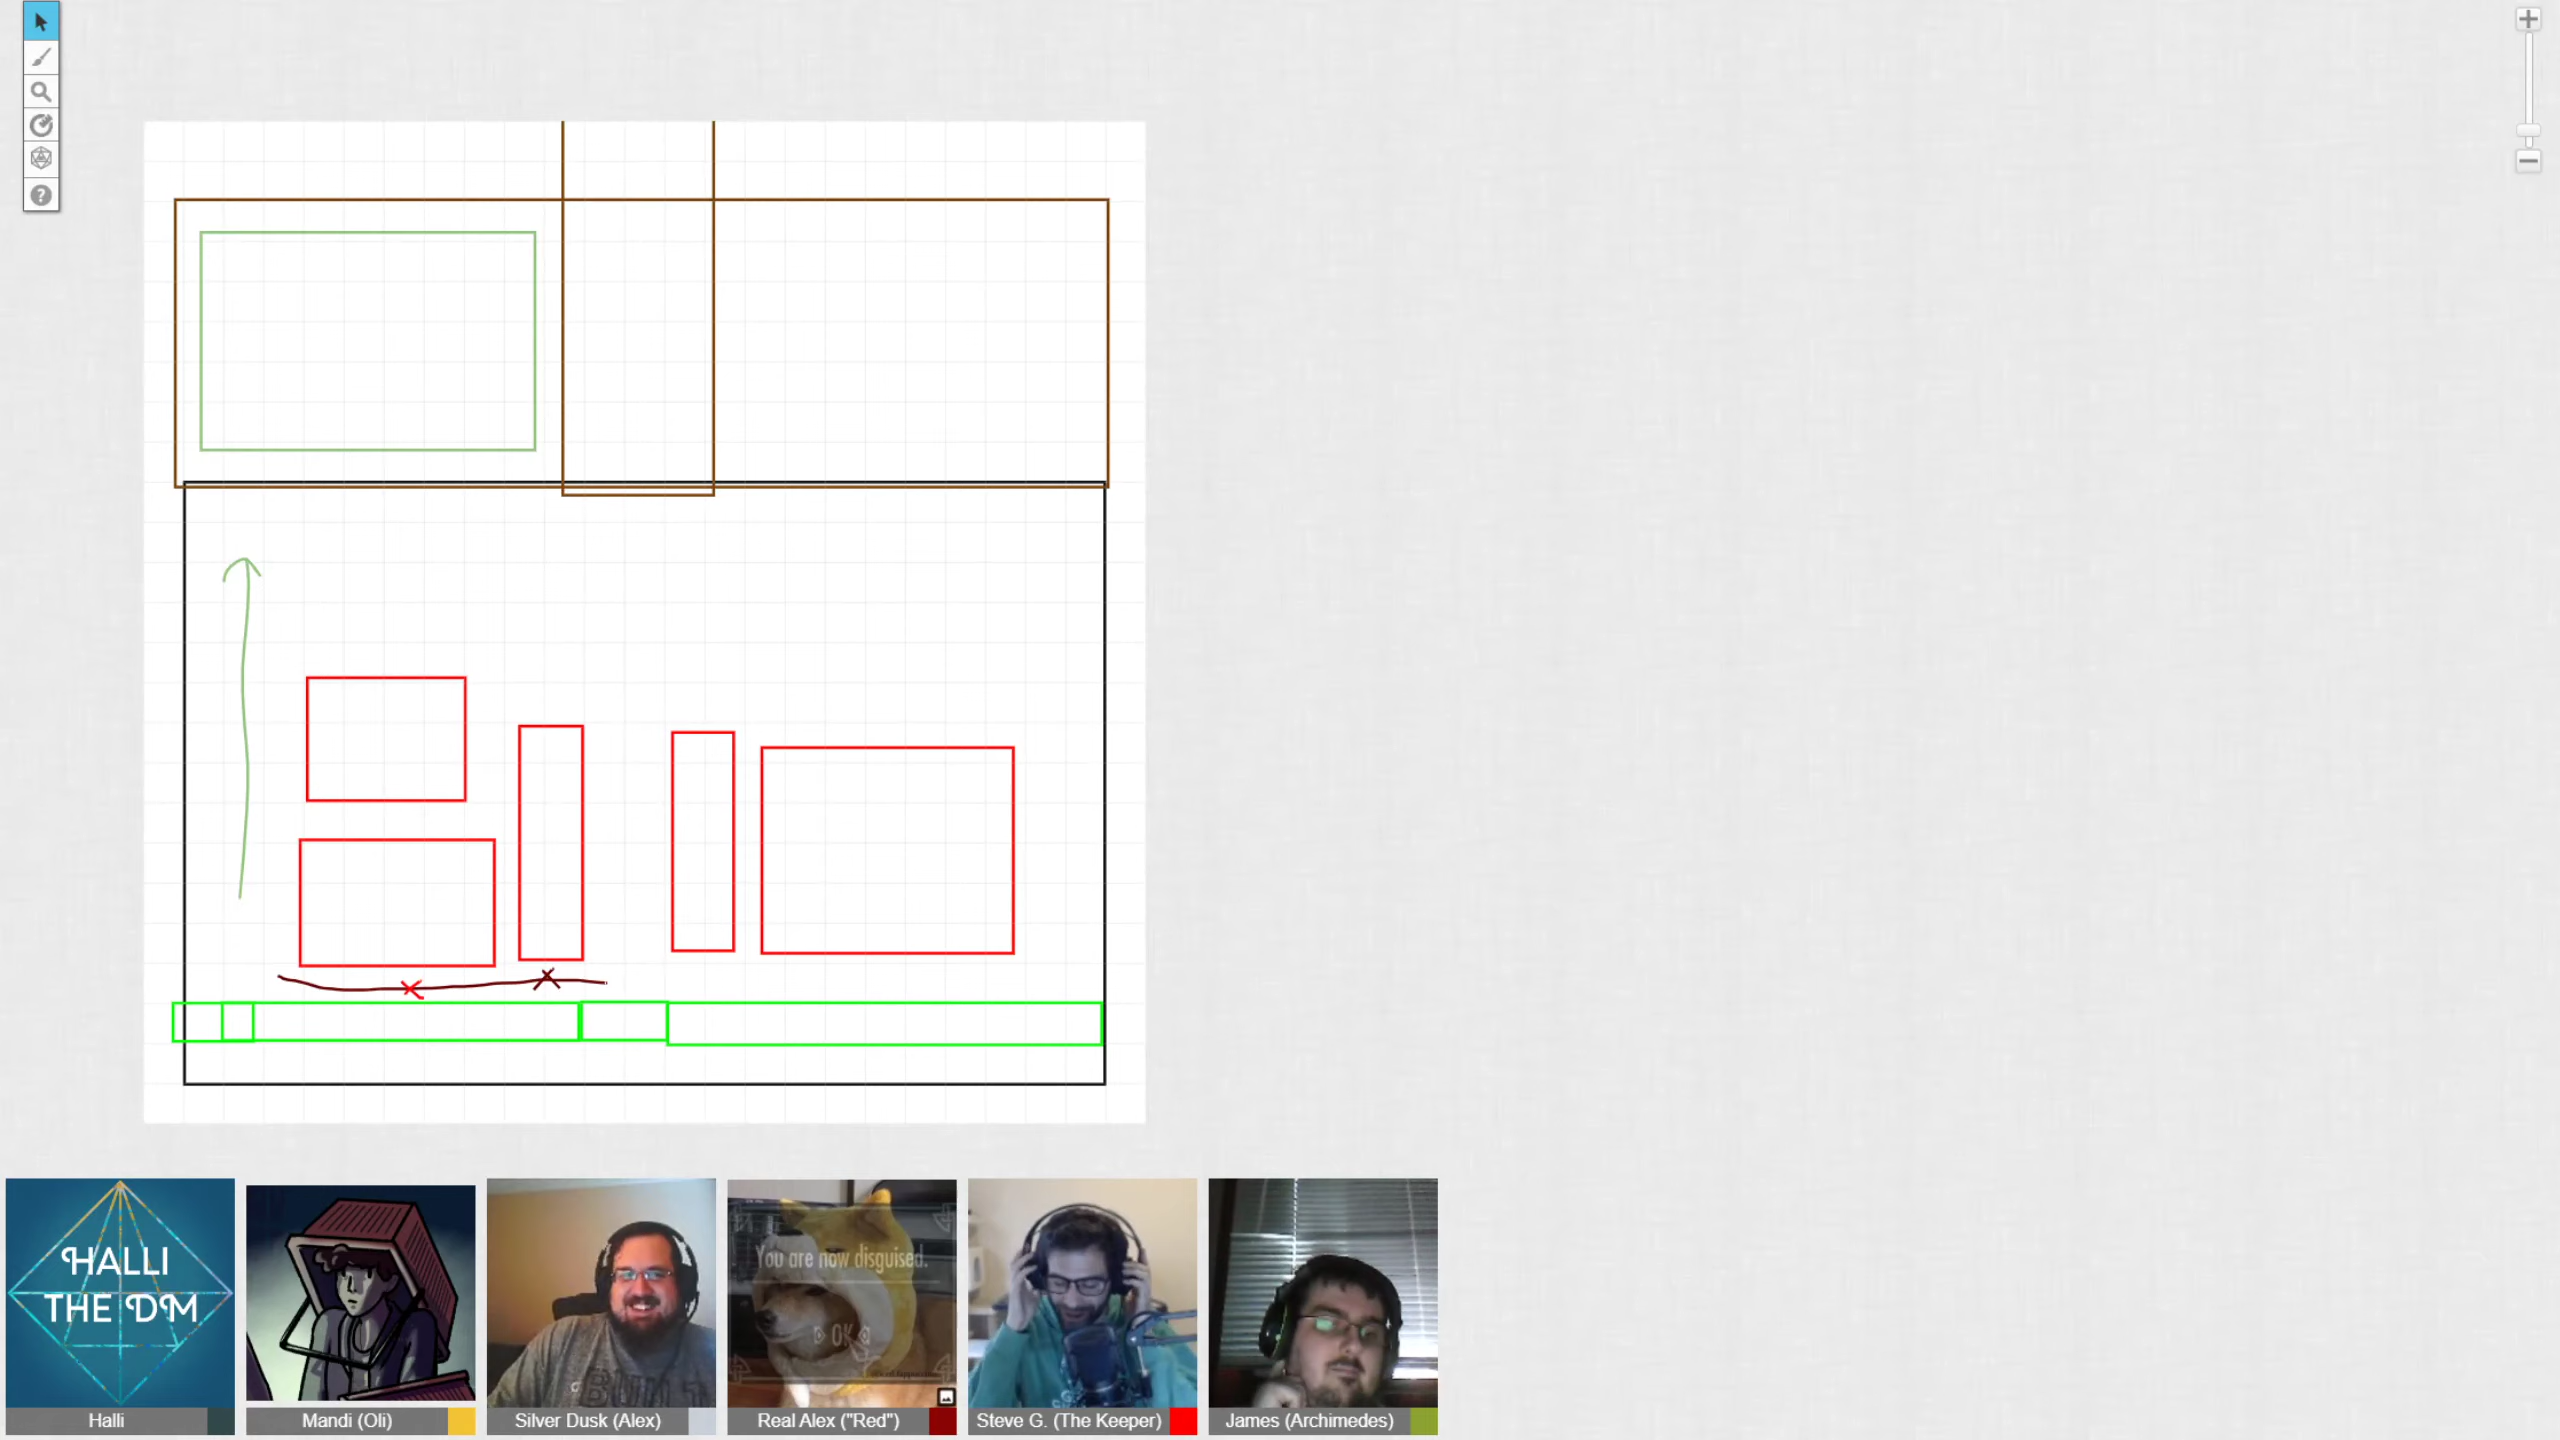 ?
HALLI
THE DM
You are now disguised.
OK
Halli
Mandi (Oli)
Silver Dusk (Alex)
Real Alex ("Red")
Steve G. (The Keeper)
James (Archimedes)